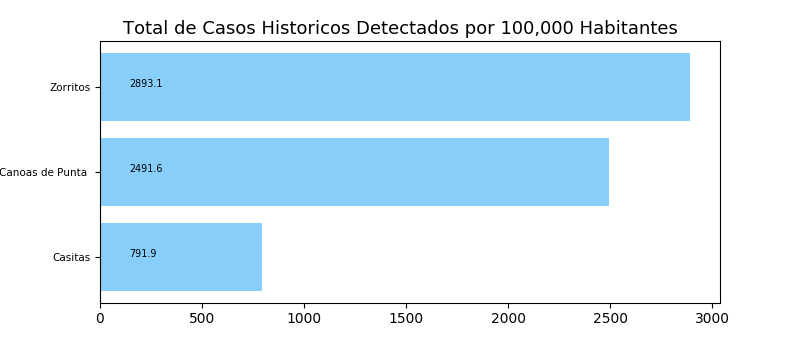 Total de Casos Historicos Detectados por 100,000 Habitantes
Zorritos
2893.1
Canoas de Punta
2491.6
Casitas
791.9
0 500 1000 1500 2000 2500 3000